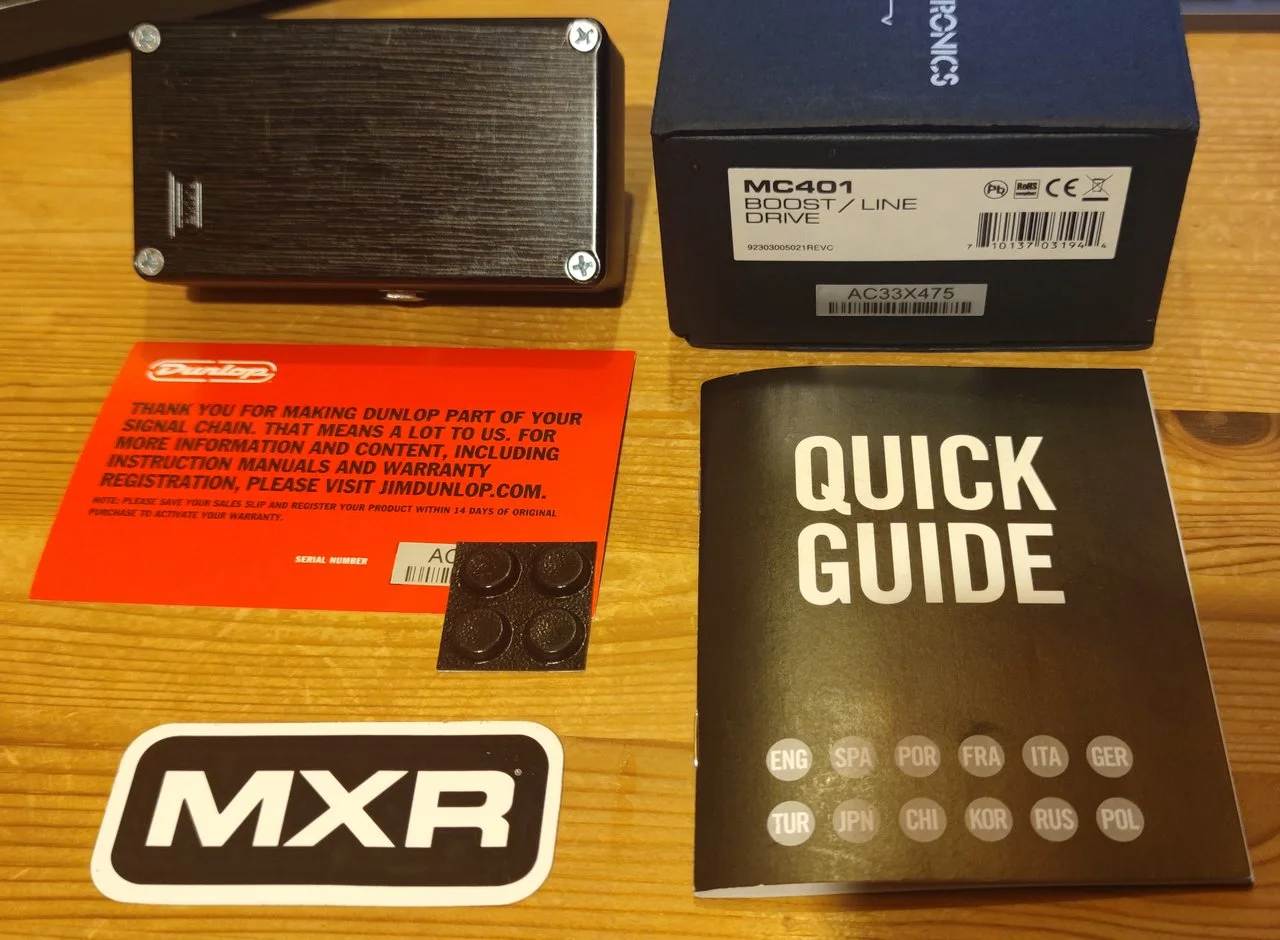 RONICS
MC401
BOOST / LINE
DRIVE
92303005021REVC
Pb
RoHS
compliant
CE
7 10137 03194 4
AC33X475
Dunlop
THANK YOU FOR MAKING DUNLOP PART OF YOUR
SIGNAL CHAIN. THAT MEANS A LOT TO US. FOR
MORE INFORMATION AND CONTENT, INCLUDING
INSTRUCTION MANUALS AND WARRANTY
REGISTRATION, PLEASE VISIT JIMDUNLOP.COM.
NOTE: PLEASE SAVE YOUR SALES SLIP AND REGISTER YOUR PRODUCT WITHIN 14 DAYS OF ORIGINAL
PURCHASE TO ACTIVATE YOUR WARRANTY.
SERIAL NUMBER
AC
QUICK
GUIDE
ENG SPA POR FRA ITA GER
TUR JPN CHI KOR RUS POL
MXR®